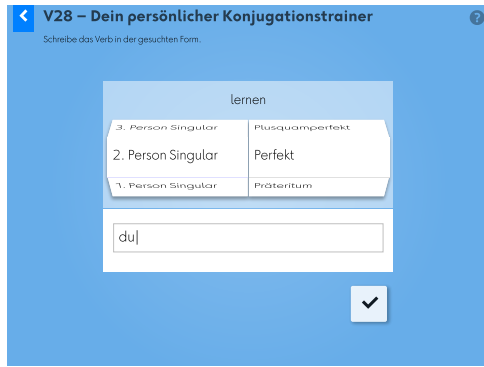 V28 – Dein persönlicher Konjugationstrainer
?
Schreibe das Verb in der gesuchten Form.
lernen
3. Person Singular Plusquamperfekt
2. Person Singular Perfekt
1. Person Singular Präteritum
du